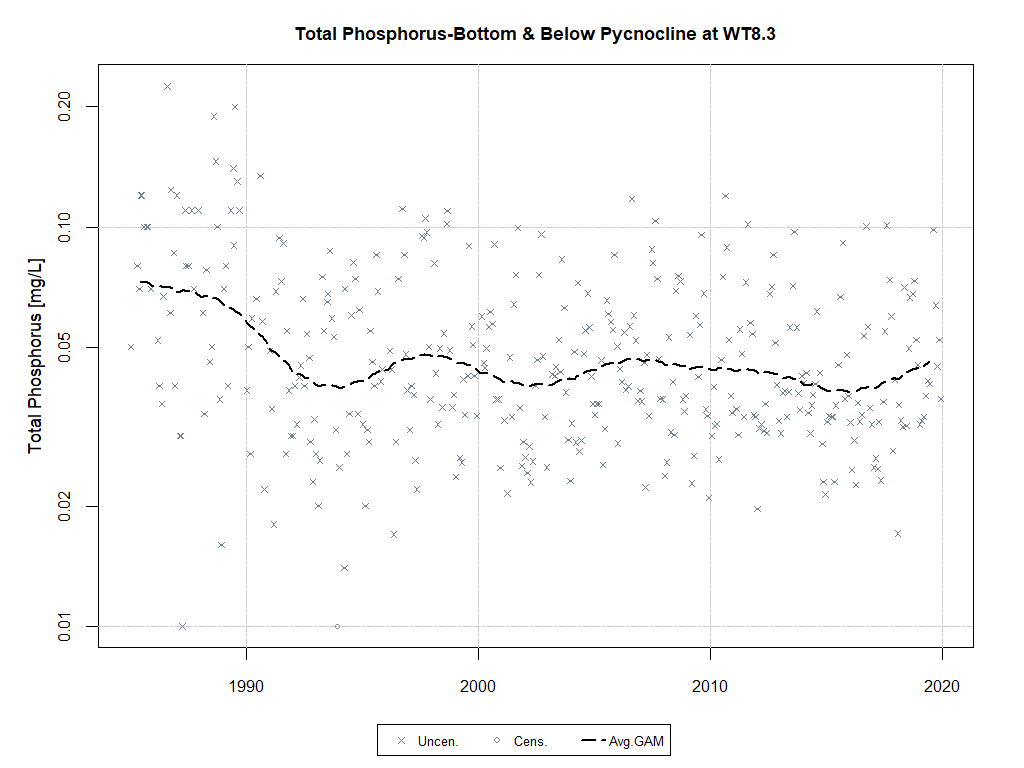 Total Phosphorus-Bottom & Below Pycnocline at WT8.3
Total Phosphorus [mg/L]
0.20
0.10
0.05
0.02
0.01
1990 2000 2010 2020
Uncen. Cens. Avg.GAM